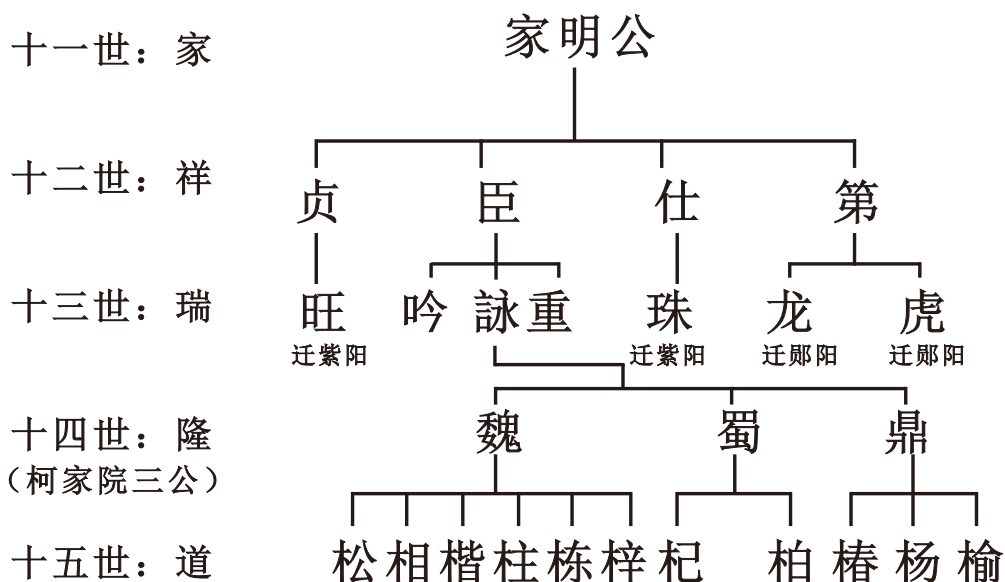 十一世：家 家明公
十二世：祥 贞 臣 仕 第
十三世：瑞 旺 吟 詠 重 珠 龙 虎
迁紫阳 迁紫阳 迁郧阳 迁郧阳
十四世：隆 魏 蜀 鼎
（柯家院三公）
十五世：道 松 相 楷 柱 栋 梓 杞 柏 椿 杨 榆